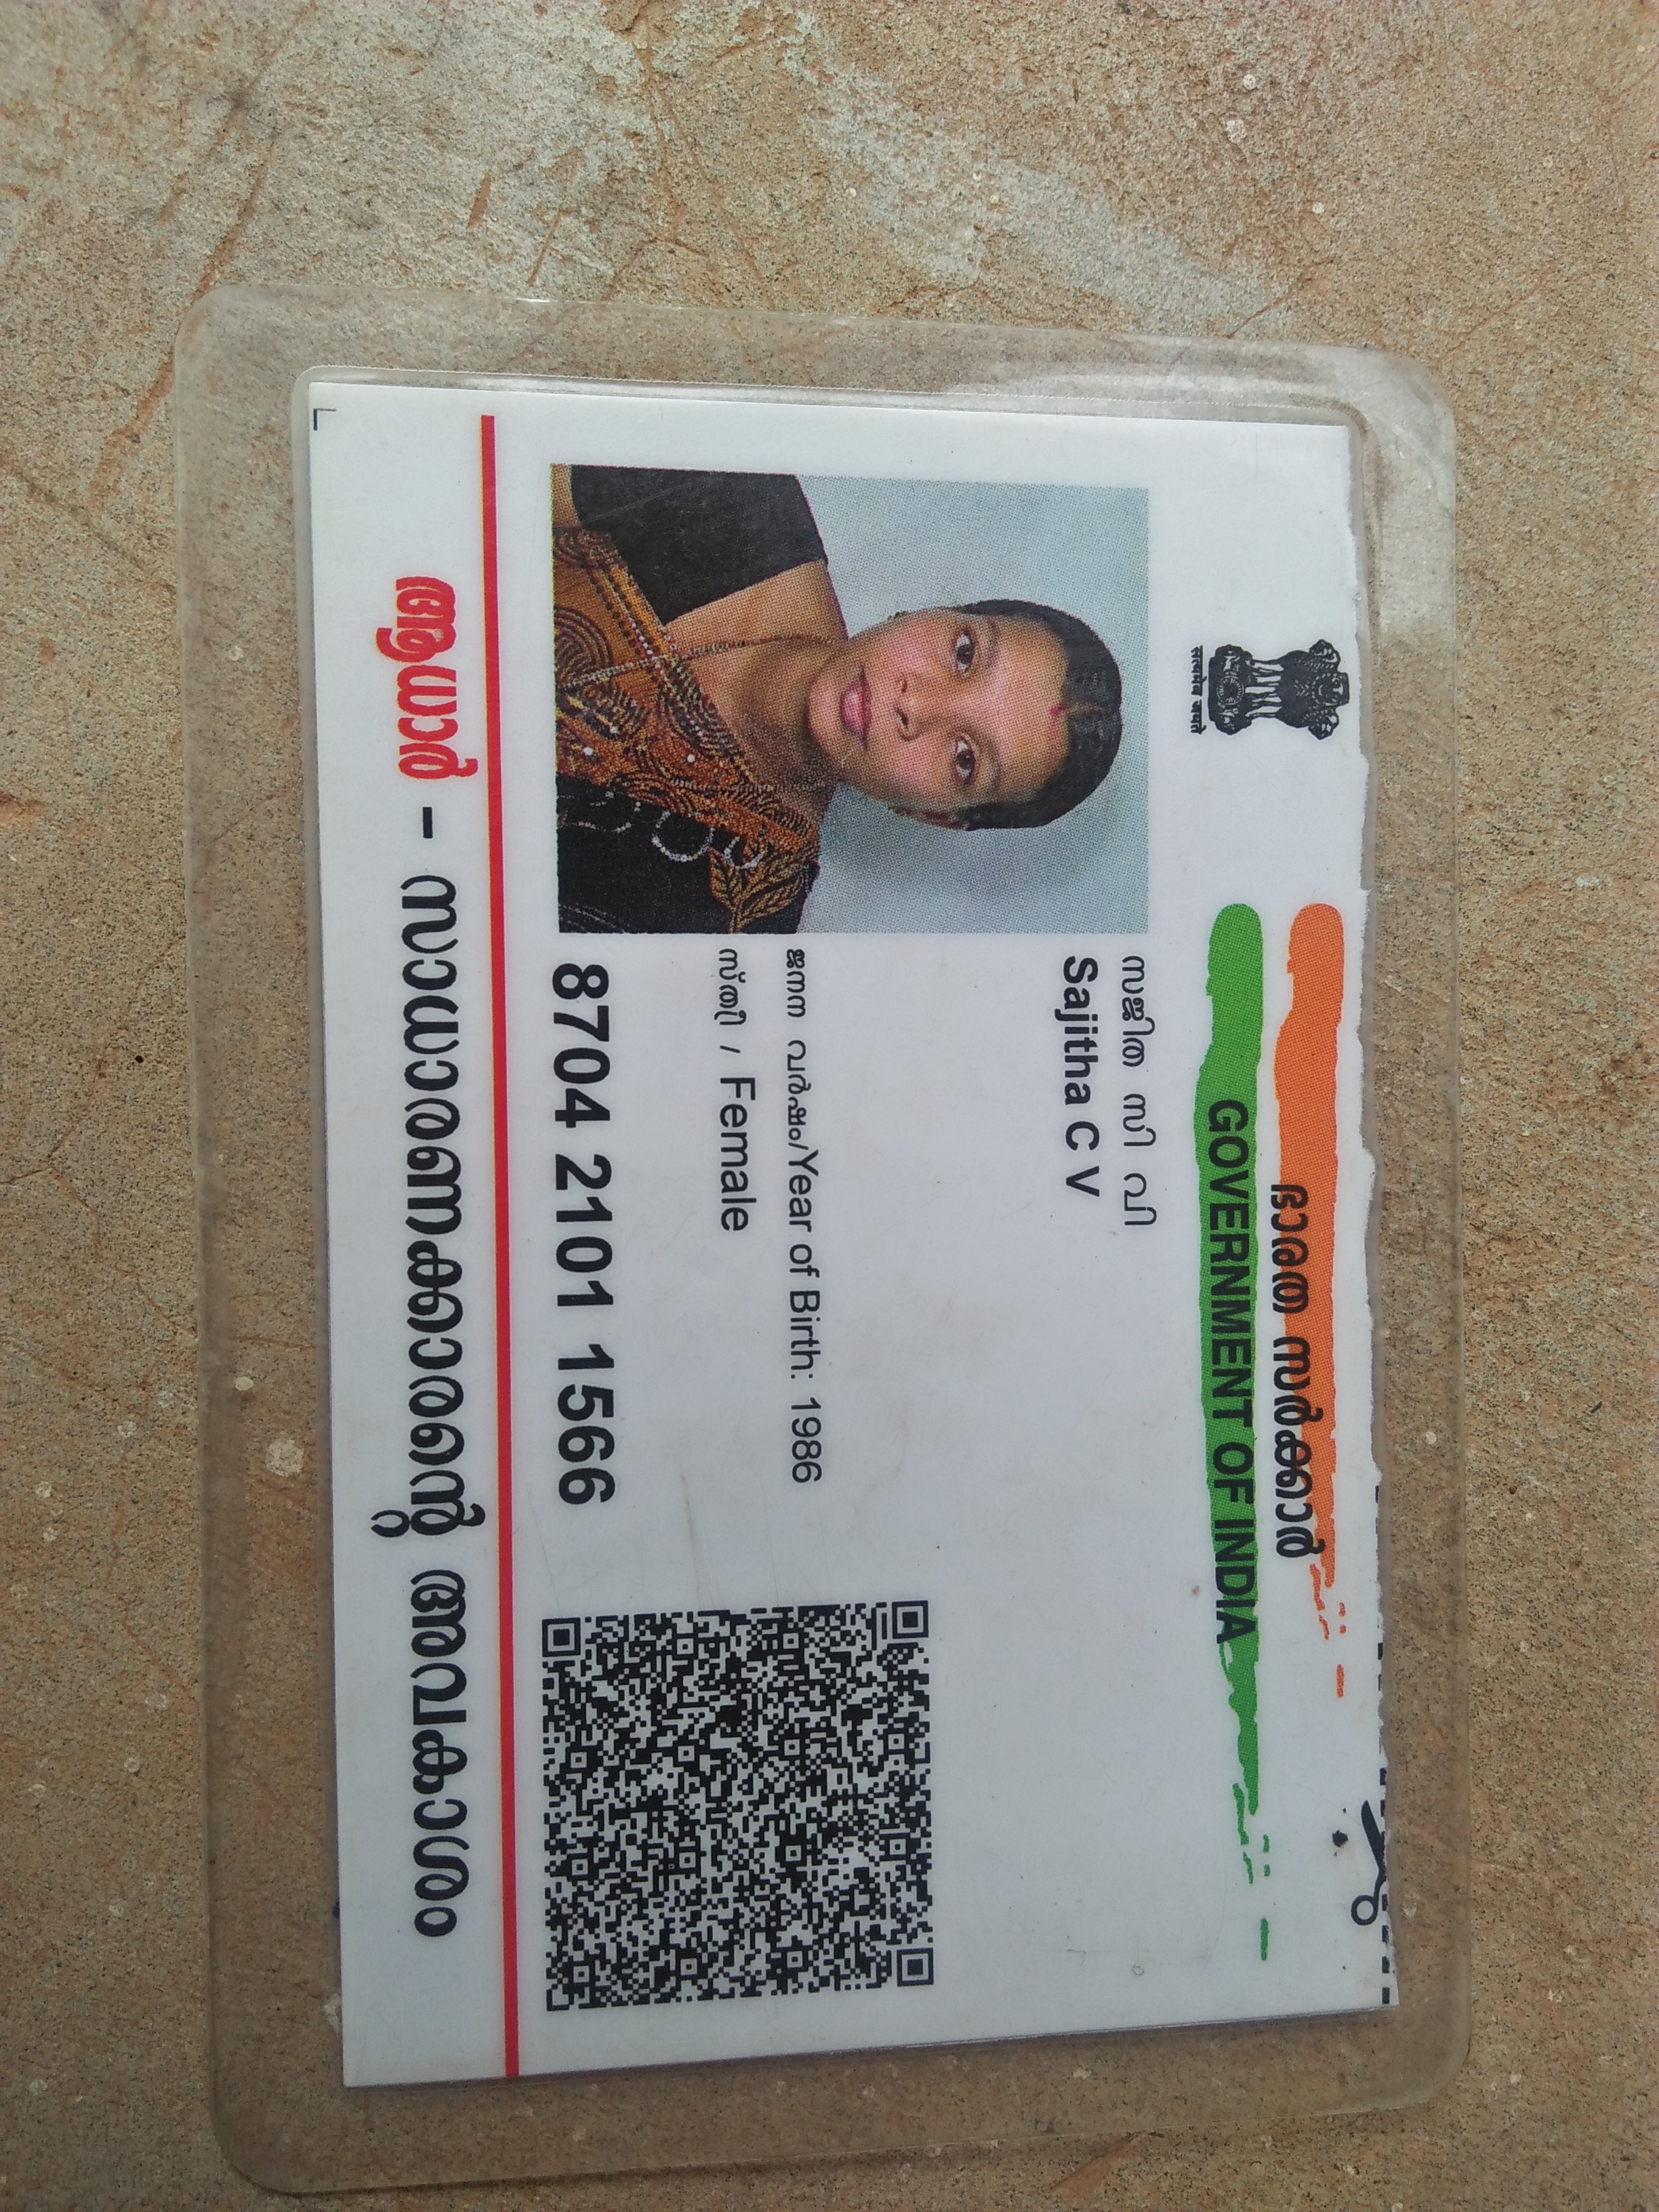 ഭാരത സർക്കാർ
GOVERNMENT OF INDIA
सत्यमेव जयते
സജിത സി വി
Sajitha C V
ജനന വർഷം/Year of Birth: 1986
സ്ത്രീ / Female
8704 2101 1566
ആധാർ - സാധാരണക്കാരന്റെ അവകാശം